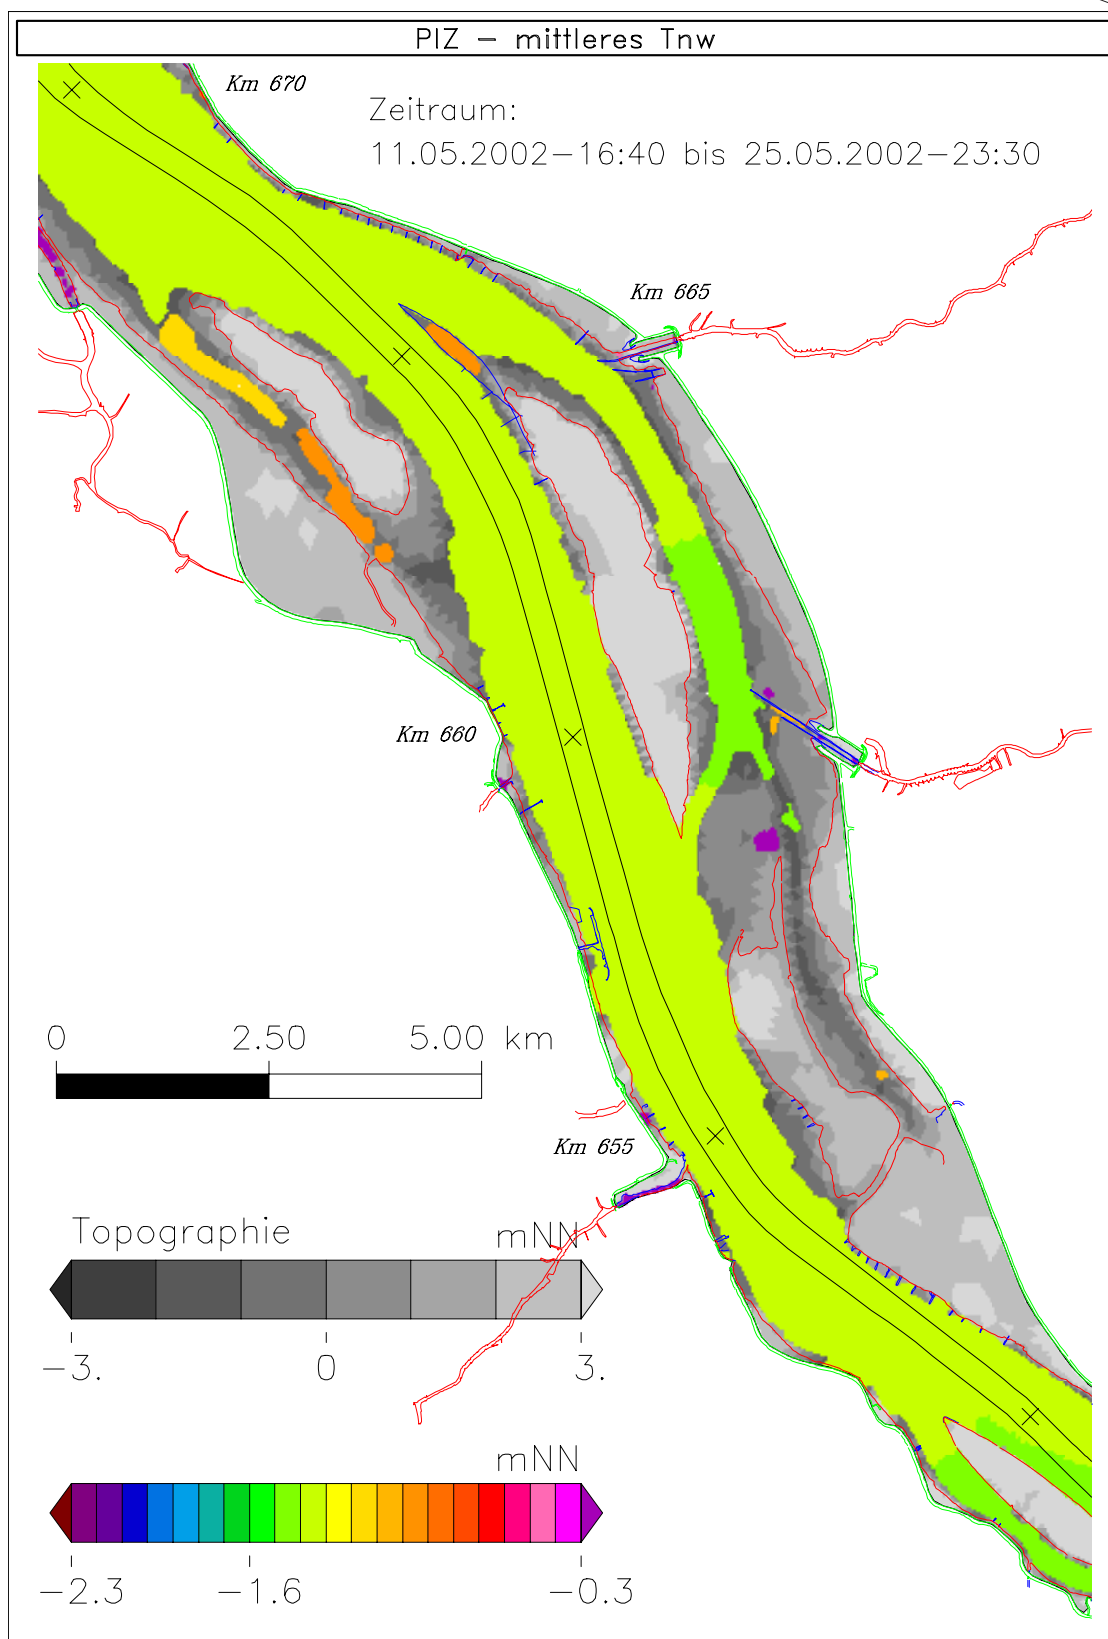 PIZ – mittleres Tnw
Km 670
Zeitraum:
11.05.2002–16:40 bis 25.05.2002–23:30
Km 665
Km 660
0 2.50 5.00 km
Km 655
Topographie mNN
–3. 0 3.
mNN
–2.3 –1.6 –0.3